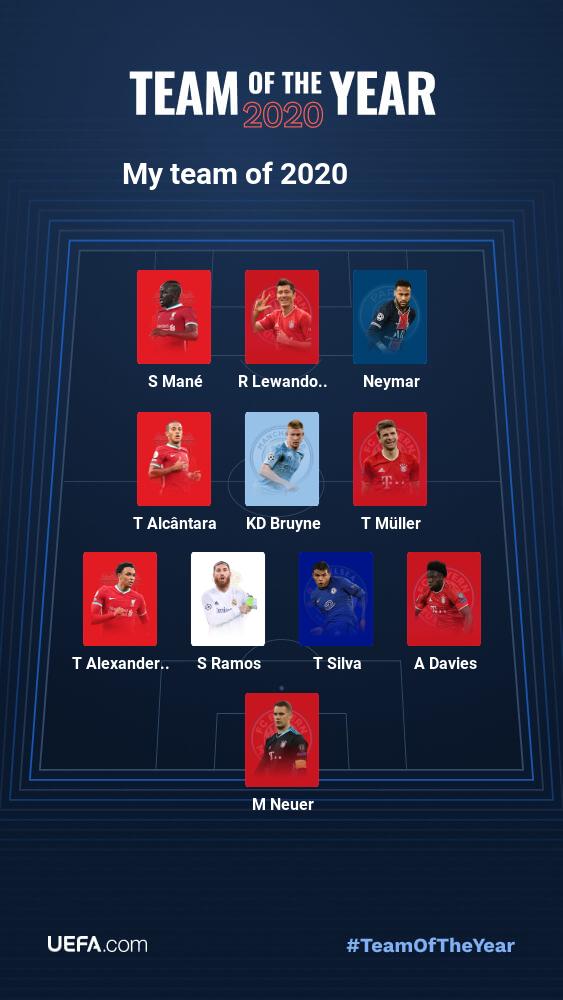 TEAM OF THE YEAR
2020
My team of 2020
S Mané R Lewando.. Neymar
T Alcântara KD Bruyne T Müller
T Alexander.. S Ramos T Silva A Davies
M Neuer
UEFA.com #TeamOfTheYear